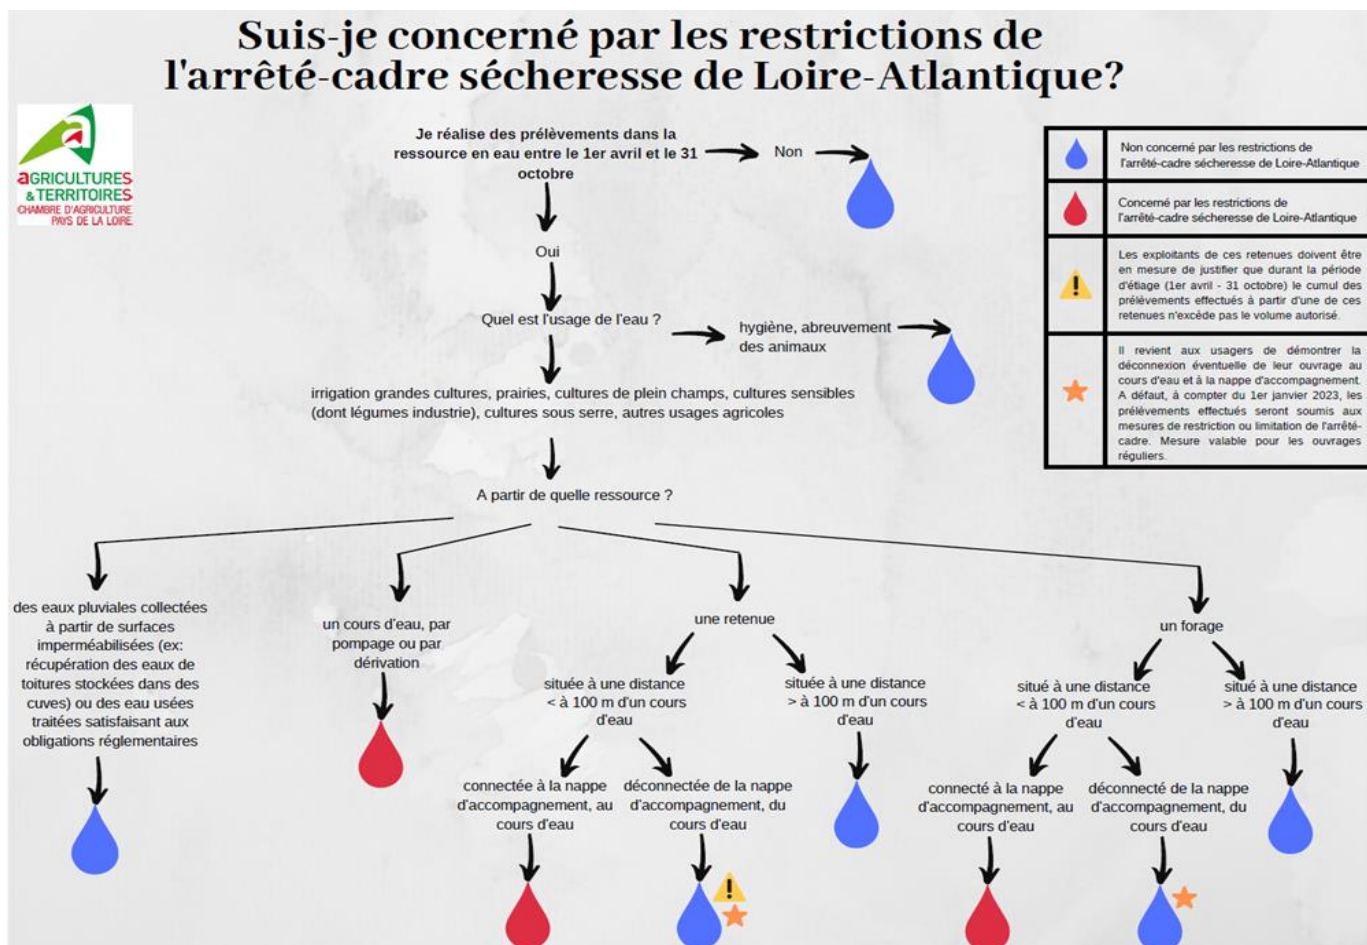 Suis-je concerné par les restrictions de
l'arrêté-cadre sécheresse de Loire-Atlantique?
aGRICULTURES
& TERRITOIRES
CHAMBRE D'AGRICULTURE
PAYS DE LA LOIRE
Je réalise des prélèvements dans la
ressource en eau entre le 1er avril et le 31
octobre
Non
Oui
Quel est l'usage de l'eau ?
hygiène, abreuvement
des animaux
irrigation grandes cultures, prairies, cultures de plein champs, cultures sensibles
(dont légumes industrie), cultures sous serre, autres usages agricoles
A partir de quelle ressource ?
Non concerné par les restrictions de
l'arrêté-cadre sécheresse de Loire-Atlantique
Concerné par les restrictions de
l'arrêté-cadre sécheresse de Loire-Atlantique
Les exploitants de ces retenues doivent être
en mesure de justifier que durant la période
d'étiage (1er avril - 31 octobre) le cumul des
prélèvements effectués à partir d'une de ces
retenues n'excède pas le volume autorisé.
Il revient aux usagers de démontrer la
déconnexion éventuelle de leur ouvrage au
cours d'eau et à la nappe d'accompagnement.
A défaut, à compter du 1er janvier 2023, les
prélèvements effectués seront soumis aux
mesures de restriction ou limitation de l'arrêté-
cadre. Mesure valable pour les ouvrages
réguliers.
des eaux pluviales collectées
à partir de surfaces
imperméabilisées (ex:
récupération des eaux de
toitures stockées dans des
cuves) ou des eau usées
traitées satisfaisant aux
obligations réglementaires
un cours d'eau, par
pompage ou par
dérivation
une retenue
située à une distance
< à 100 m d'un cours
d'eau
située à une distance
> à 100 m d'un cours
d'eau
connectée à la nappe
d'accompagnement, au
cours d'eau
déconnectée de la nappe
d'accompagnement, du
cours d'eau
un forage
situé à une distance
< à 100 m d'un cours
d'eau
situé à une distance
> à 100 m d'un cours
d'eau
connecté à la nappe
d'accompagnement, au
cours d'eau
déconnecté de la nappe
d'accompagnement, du
cours d'eau